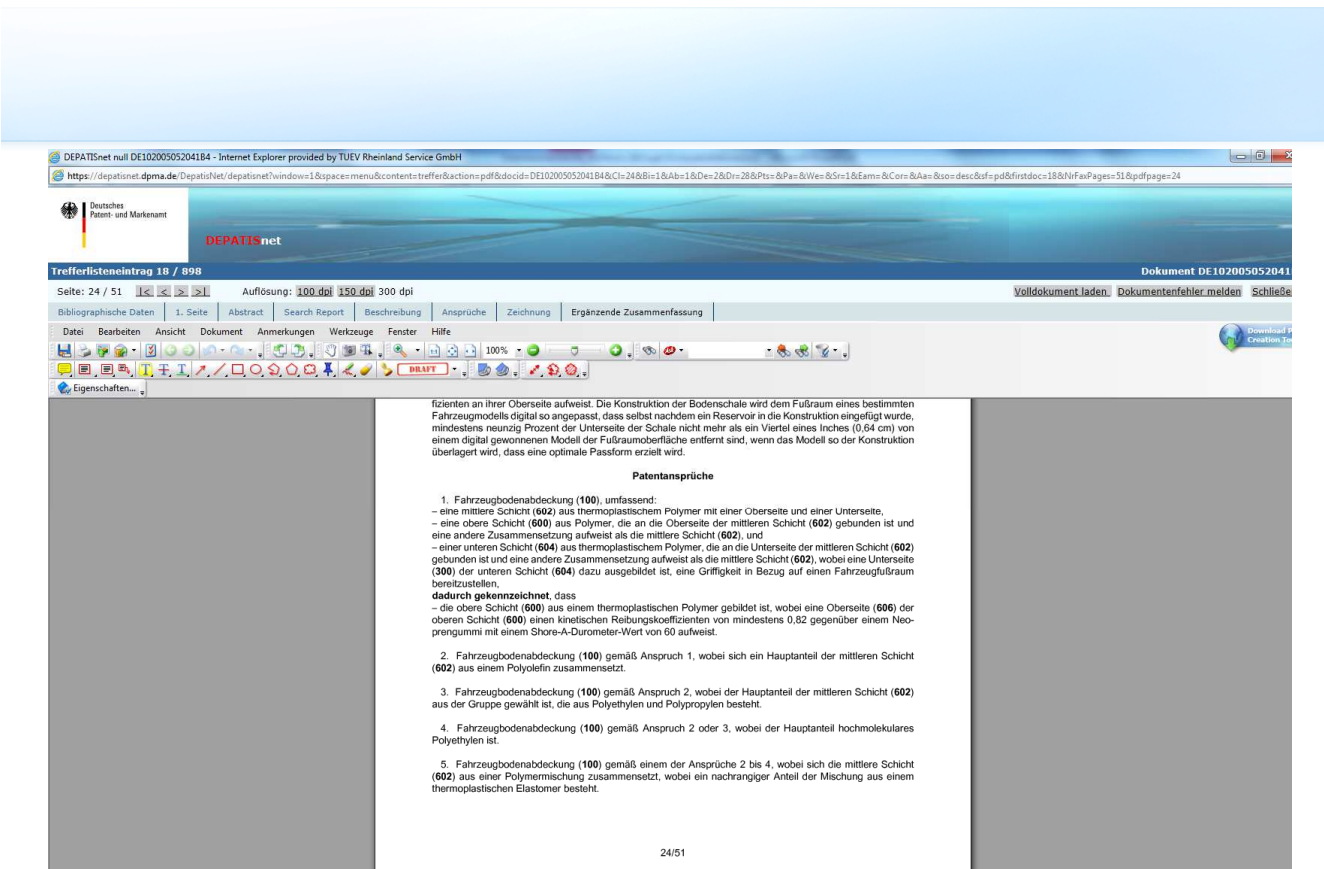 DEPATISnet null DE102005052041B4 - Internet Explorer provided by TUEV Rheinland Service GmbH
https://depatisnet.dpma.de/DepatisNet/depatisnet?window=1&space=menu&content=treffer&action=pdf&docid=DE102005052041B4&Cl=24&Bi=1&Ab=1&De=2&Dr=28&Pts=&Pa=&We=&Sr=1&Eam=&Cor=&Aa=&so=desc&sf=pd&firstdoc=18&NrFaxPages=51&pdfpage=24
Deutsches
Patent- und Markenamt
DEPATISnet
Trefferlisteneintrag 18 / 898 Dokument DE102005052041
Seite: 24 / 51 |< < > >| Auflösung: 100 dpi 150 dpi 300 dpi Volldokument laden Dokumentenfehler melden Schließe
Bibliographische Daten 1. Seite Abstract Search Report Beschreibung Ansprüche Zeichnung Ergänzende Zusammenfassung
Datei Bearbeiten Ansicht Dokument Anmerkungen Werkzeuge Fenster Hilfe
Download P
Creation To
100%
DRAFT
Eigenschaften...
fizienten an ihrer Oberseite aufweist. Die Konstruktion der Bodenschale wird dem Fußraum eines bestimmten
Fahrzeugmodells digital so angepasst, dass selbst nachdem ein Reservoir in die Konstruktion eingefügt wurde,
mindestens neunzig Prozent der Unterseite der Schale nicht mehr als ein Viertel eines Inches (0,64 cm) von
einem digital gewonnenen Modell der Fußraumoberfläche entfernt sind, wenn das Modell so der Konstruktion
überlagert wird, dass eine optimale Passform erzielt wird.
Patentansprüche
1. Fahrzeugbodenabdeckung (100), umfassend:
– eine mittlere Schicht (602) aus thermoplastischem Polymer mit einer Oberseite und einer Unterseite,
– eine obere Schicht (600) aus Polymer, die an die Oberseite der mittleren Schicht (602) gebunden ist und
eine andere Zusammensetzung aufweist als die mittlere Schicht (602), und
– einer unteren Schicht (604) aus thermoplastischem Polymer, die an die Unterseite der mittleren Schicht (602)
gebunden ist und eine andere Zusammensetzung aufweist als die mittlere Schicht (602), wobei eine Unterseite
(300) der unteren Schicht (604) dazu ausgebildet ist, eine Griffigkeit in Bezug auf einen Fahrzeugfußraum
bereitzustellen,
dadurch gekennzeichnet, dass
– die obere Schicht (600) aus einem thermoplastischen Polymer gebildet ist, wobei eine Oberseite (606) der
oberen Schicht (600) einen kinetischen Reibungskoeffizienten von mindestens 0,82 gegenüber einem Neo-
prengummi mit einem Shore-A-Durometer-Wert von 60 aufweist.
2. Fahrzeugbodenabdeckung (100) gemäß Anspruch 1, wobei sich ein Hauptanteil der mittleren Schicht
(602) aus einem Polyolefin zusammensetzt.
3. Fahrzeugbodenabdeckung (100) gemäß Anspruch 2, wobei der Hauptanteil der mittleren Schicht (602)
aus der Gruppe gewählt ist, die aus Polyethylen und Polypropylen besteht.
4. Fahrzeugbodenabdeckung (100) gemäß Anspruch 2 oder 3, wobei der Hauptanteil hochmolekulares
Polyethylen ist.
5. Fahrzeugbodenabdeckung (100) gemäß einem der Ansprüche 2 bis 4, wobei sich die mittlere Schicht
(602) aus einer Polymermischung zusammensetzt, wobei ein nachrangiger Anteil der Mischung aus einem
thermoplastischen Elastomer besteht.
24/51